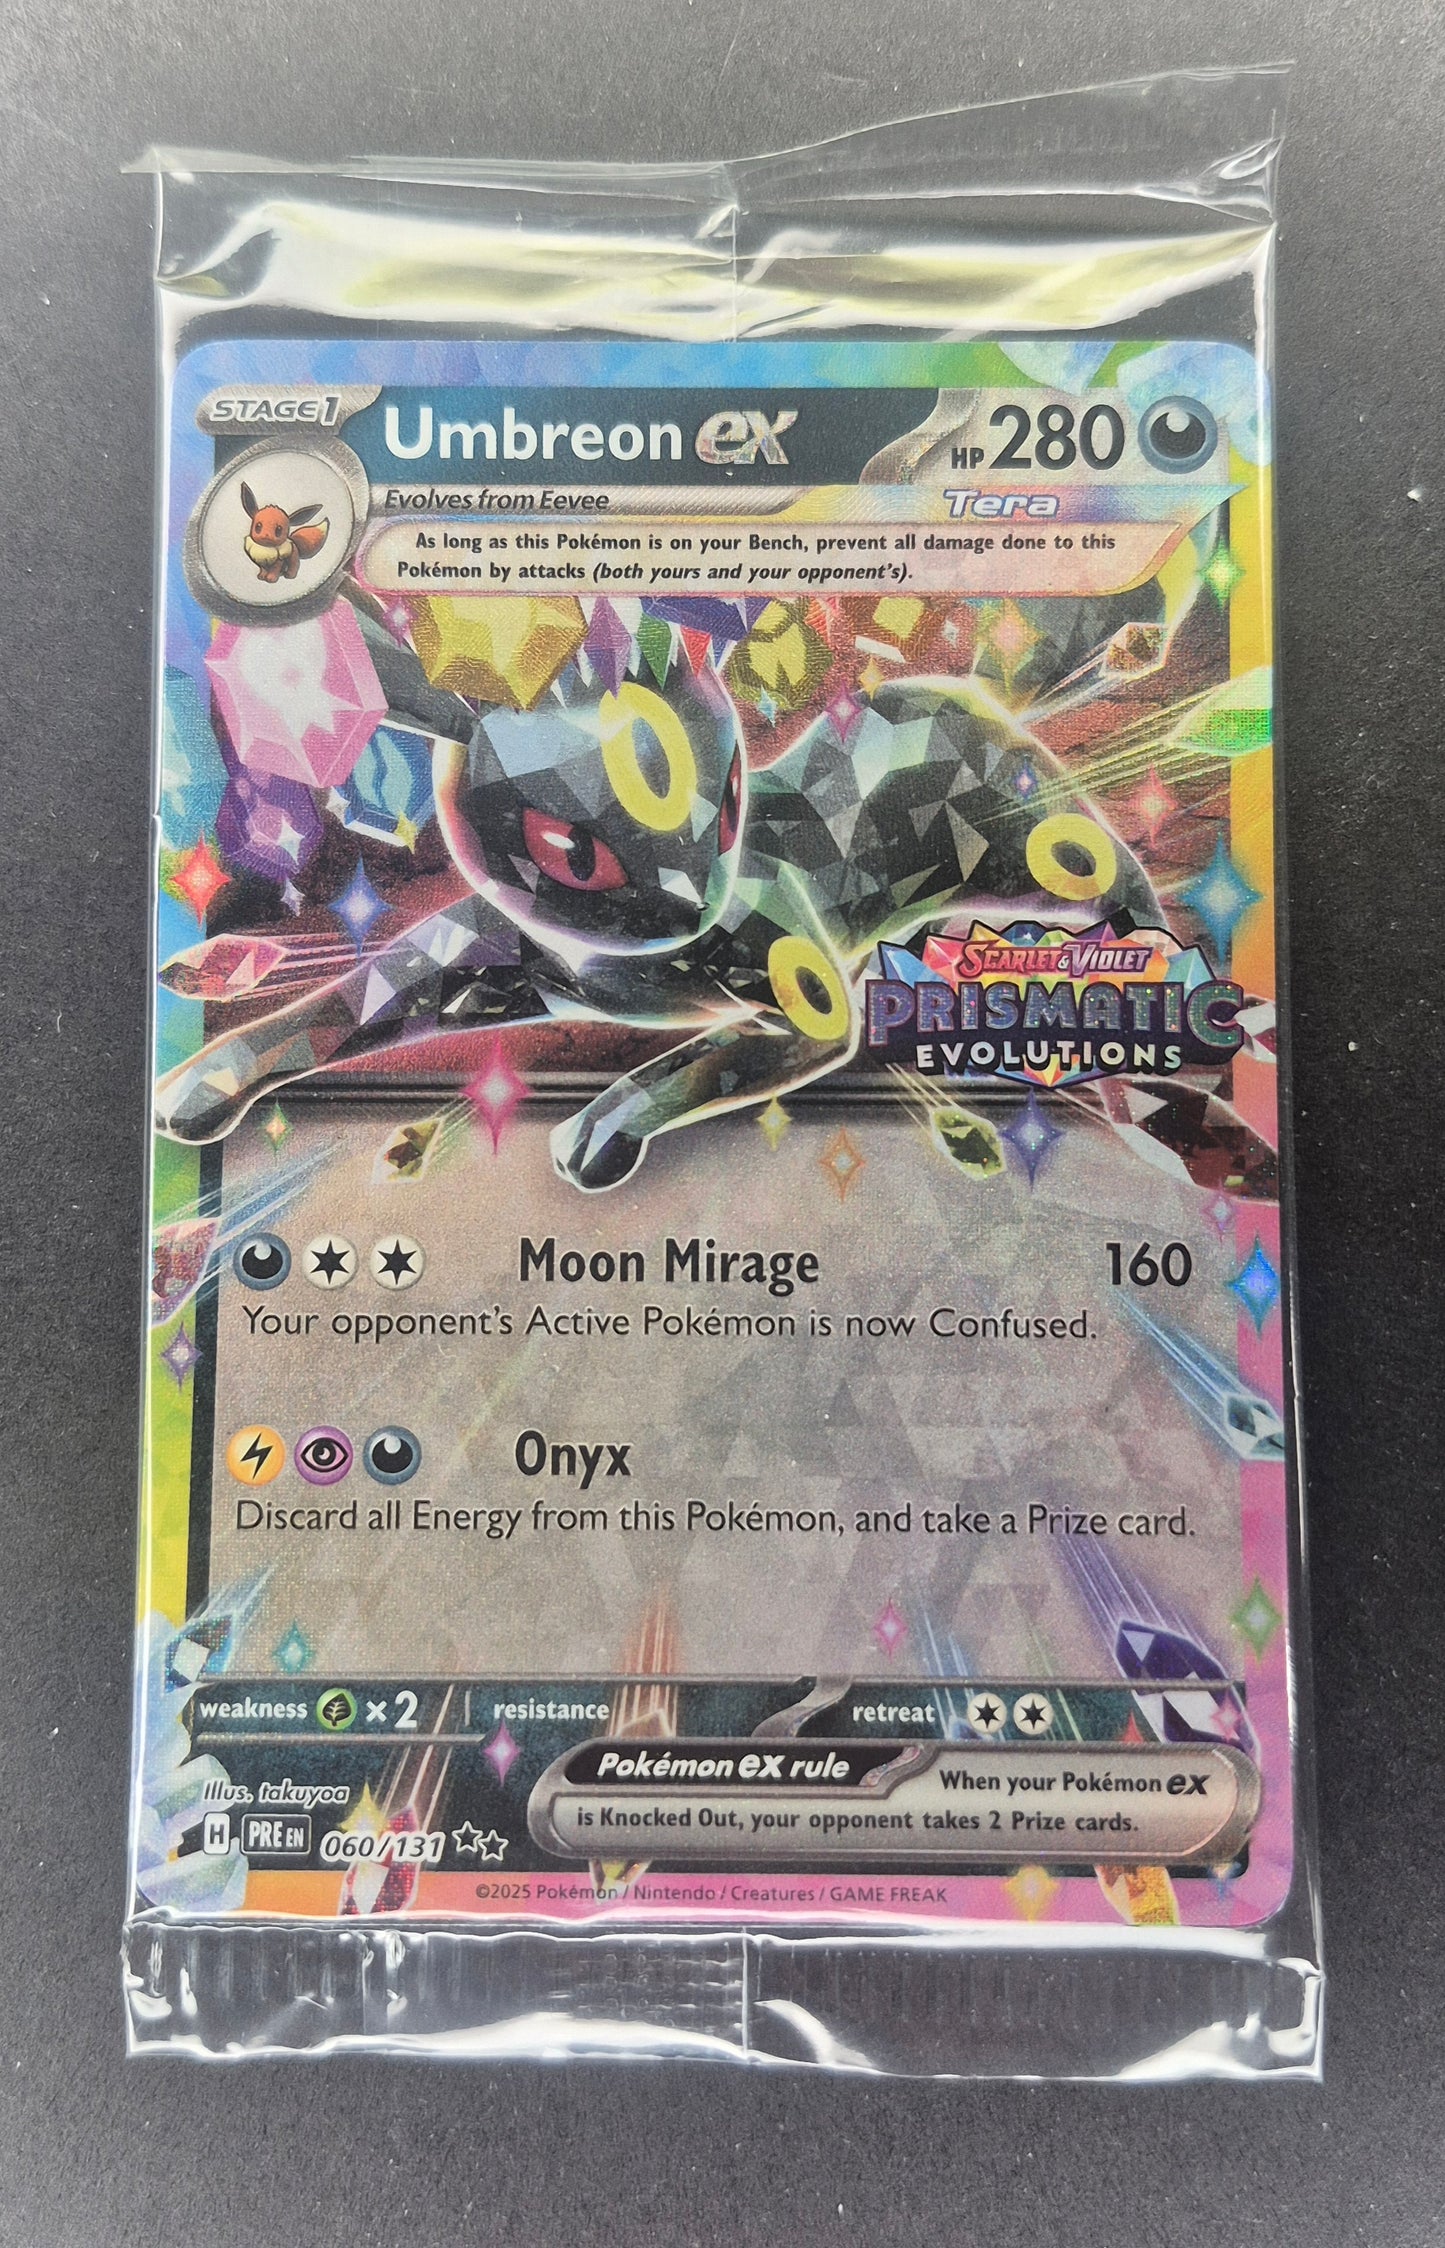 STAGE1
Umbreon ex
HP 280
Evolves from Eevee
Tera
As long as this Pokémon is on your Bench, prevent all damage done to this
Pokémon by attacks (both yours and your opponent's).
SCARLET & VIOLET
PRISMATIC
EVOLUTIONS
Moon Mirage 160
Your opponent's Active Pokémon is now Confused.
Onyx
Discard all Energy from this Pokémon, and take a Prize card.
weakness ×2 resistance retreat
Pokémon ex rule
When your Pokémon ex
is Knocked Out, your opponent takes 2 Prize cards.
Illus. takuyoa
H PRE EN 060/131
©2025 Pokémon / Nintendo / Creatures / GAME FREAK